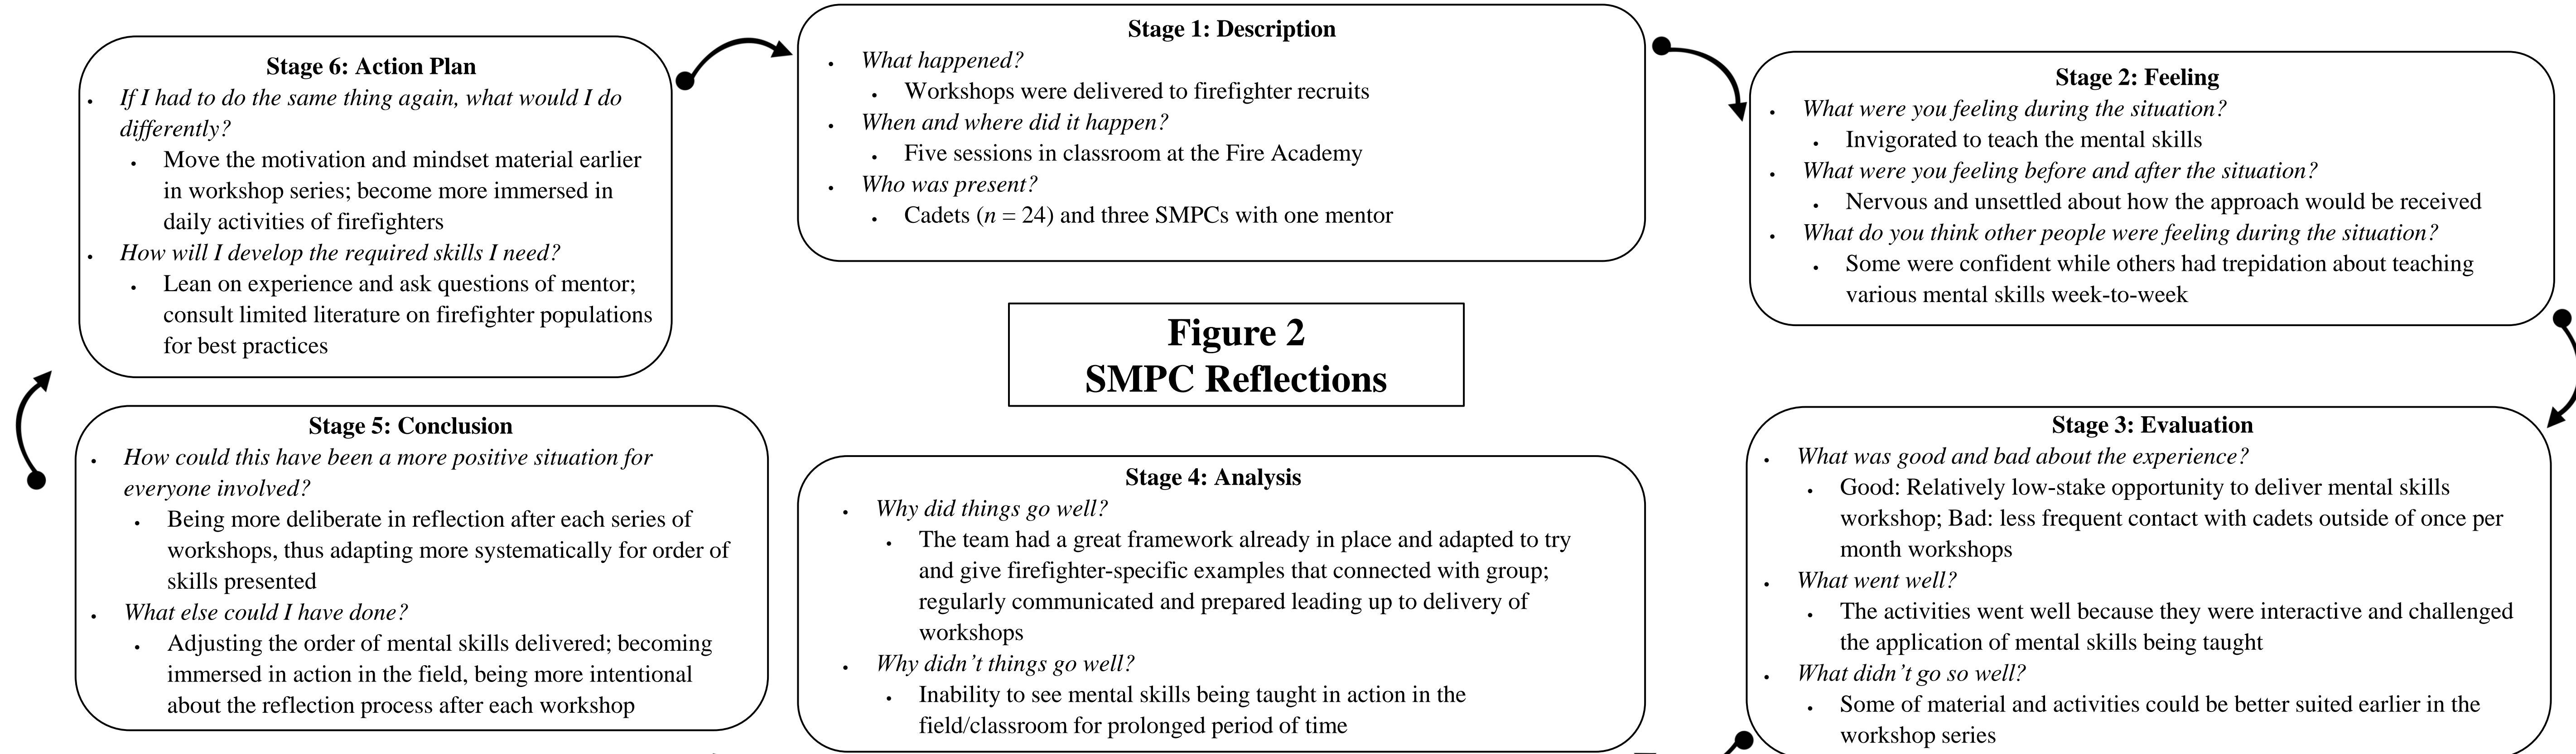 Stage 1: Description
• What happened?
• Workshops were delivered to firefighter recruits
• When and where did it happen?
• Five sessions in classroom at the Fire Academy
• Who was present?
• Cadets (n = 24) and three SMPCs with one mentor
Stage 2: Feeling
• What were you feeling during the situation?
• Invigorated to teach the mental skills
• What were you feeling before and after the situation?
• Nervous and unsettled about how the approach would be received
• What do you think other people were feeling during the situation?
• Some were confident while others had trepidation about teaching
various mental skills week-to-week
Stage 3: Evaluation
• What was good and bad about the experience?
• Good: Relatively low-stake opportunity to deliver mental skills
workshop; Bad: less frequent contact with cadets outside of once per
month workshops
• What went well?
• The activities went well because they were interactive and challenged
the application of mental skills being taught
• What didn’t go so well?
• Some of material and activities could be better suited earlier in the
workshop series
Stage 4: Analysis
• Why did things go well?
• The team had a great framework already in place and adapted to try
and give firefighter-specific examples that connected with group;
regularly communicated and prepared leading up to delivery of
workshops
• Why didn’t things go well?
• Inability to see mental skills being taught in action in the
field/classroom for prolonged period of time
Stage 5: Conclusion
• How could this have been a more positive situation for
everyone involved?
• Being more deliberate in reflection after each series of
workshops, thus adapting more systematically for order of
skills presented
• What else could I have done?
• Adjusting the order of mental skills delivered; becoming
immersed in action in the field, being more intentional
about the reflection process after each workshop
Stage 6: Action Plan
• If I had to do the same thing again, what would I do
differently?
• Move the motivation and mindset material earlier
in workshop series; become more immersed in
daily activities of firefighters
• How will I develop the required skills I need?
• Lean on experience and ask questions of mentor;
consult limited literature on firefighter populations
for best practices
Figure 2
SMPC Reflections